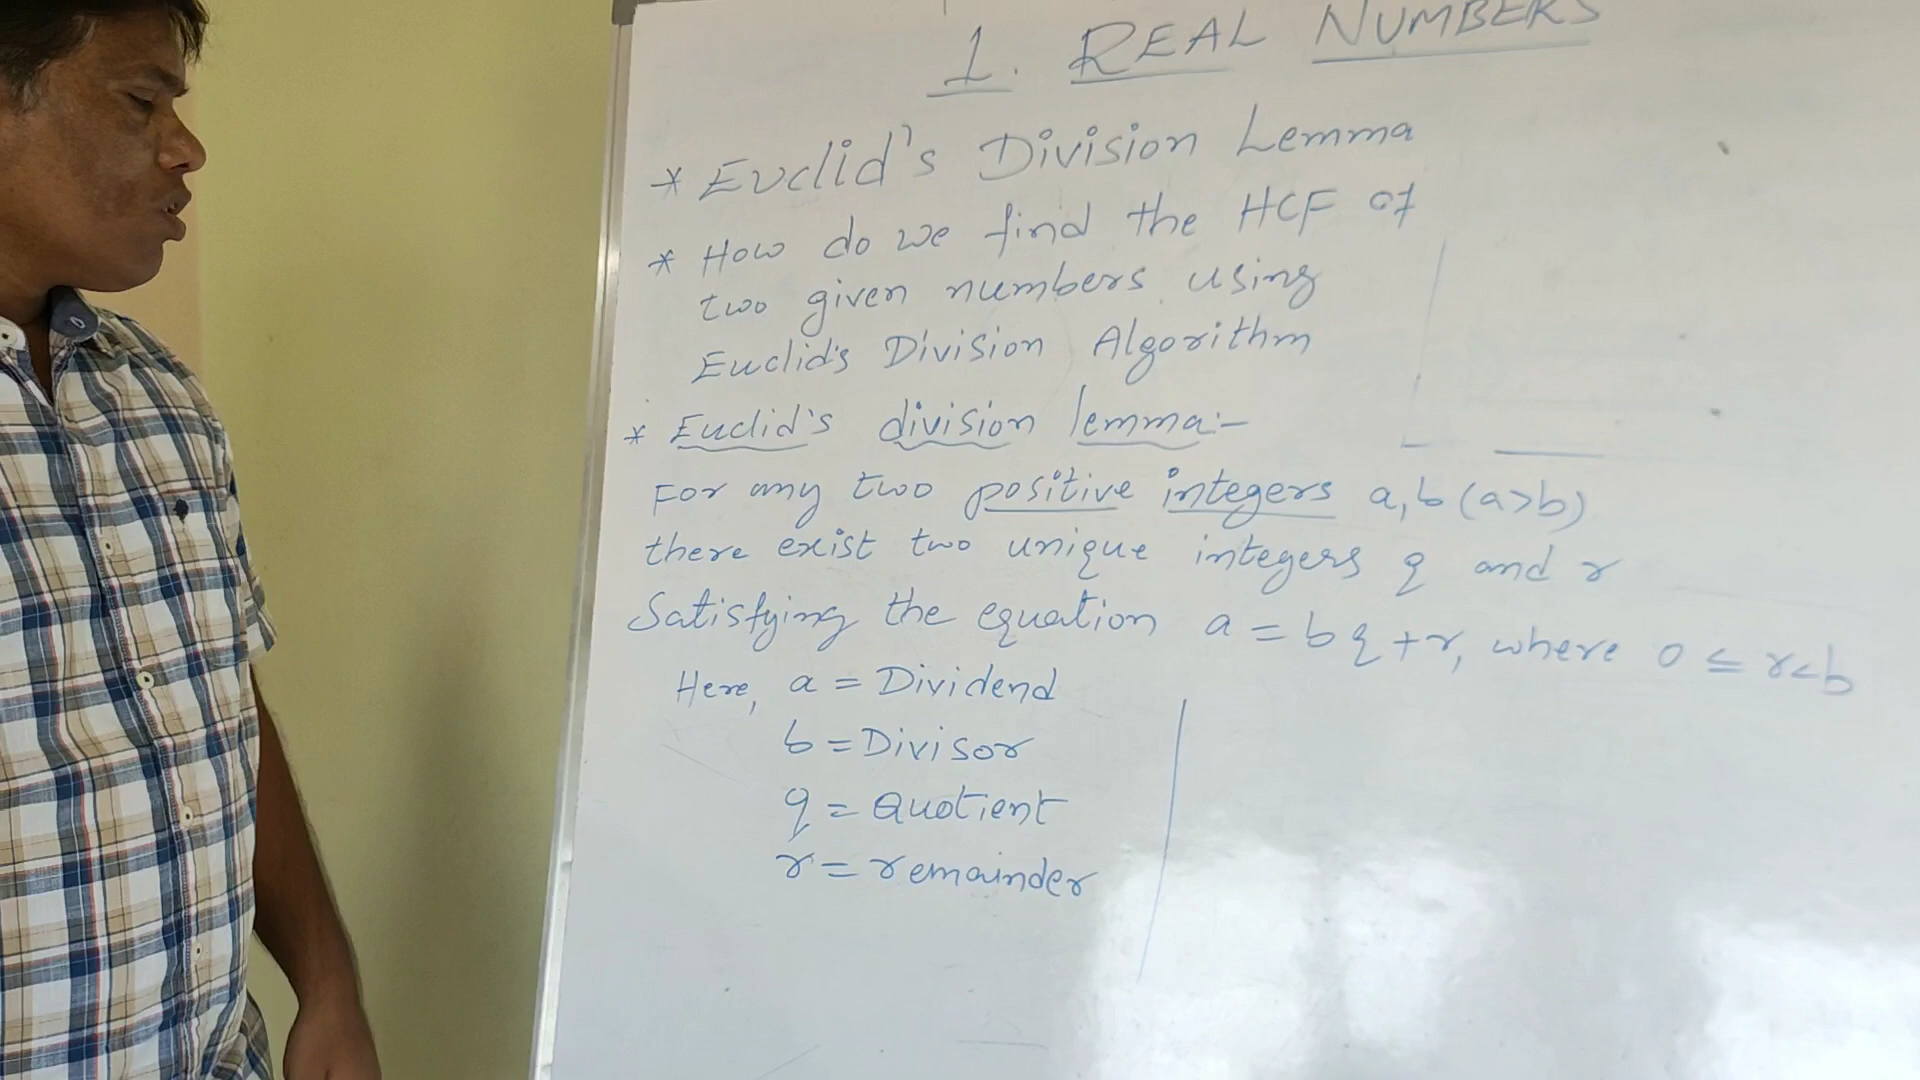 1. REAL NUMBERS
* Euclid's Division Lemma
* How do we find the HCF of
two given numbers using
Euclid's Division Algorithm
* Euclid's division lemma:-
For any two positive integers a, b (a>b)
there exist two unique integers q and r
Satisfying the equation a = bq + r, where 0 ≤ r<b
Here, a = Dividend
b = Divisor
q = Quotient
r = remainder